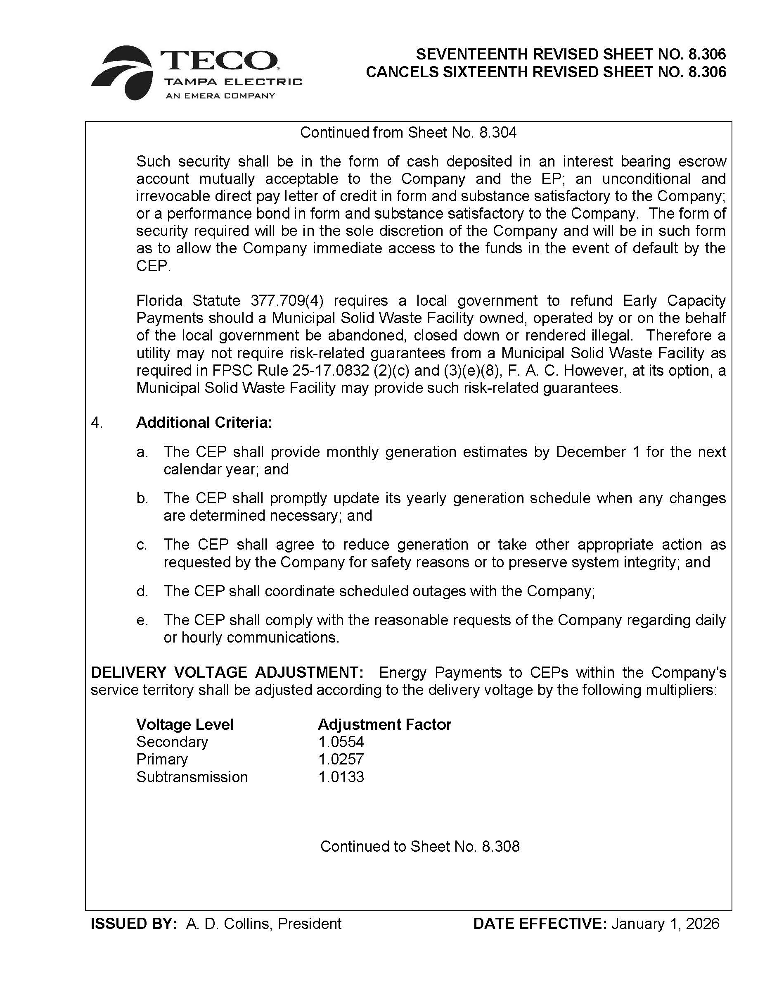 TECO®
TAMPA ELECTRIC
AN EMERA COMPANY
SEVENTEENTH REVISED SHEET NO. 8.306
CANCELS SIXTEENTH REVISED SHEET NO. 8.306
Continued from Sheet No. 8.304
Such security shall be in the form of cash deposited in an interest bearing escrow
account mutually acceptable to the Company and the EP; an unconditional and
irrevocable direct pay letter of credit in form and substance satisfactory to the Company;
or a performance bond in form and substance satisfactory to the Company. The form of
security required will be in the sole discretion of the Company and will be in such form
as to allow the Company immediate access to the funds in the event of default by the
CEP.
Florida Statute 377.709(4) requires a local government to refund Early Capacity
Payments should a Municipal Solid Waste Facility owned, operated by or on the behalf
of the local government be abandoned, closed down or rendered illegal. Therefore a
utility may not require risk-related guarantees from a Municipal Solid Waste Facility as
required in FPSC Rule 25-17.0832 (2)(c) and (3)(e)(8), F. A. C. However, at its option, a
Municipal Solid Waste Facility may provide such risk-related guarantees.
4. Additional Criteria:
a. The CEP shall provide monthly generation estimates by December 1 for the next
calendar year; and
b. The CEP shall promptly update its yearly generation schedule when any changes
are determined necessary; and
c. The CEP shall agree to reduce generation or take other appropriate action as
requested by the Company for safety reasons or to preserve system integrity; and
d. The CEP shall coordinate scheduled outages with the Company;
e. The CEP shall comply with the reasonable requests of the Company regarding daily
or hourly communications.
DELIVERY VOLTAGE ADJUSTMENT: Energy Payments to CEPs within the Company's
service territory shall be adjusted according to the delivery voltage by the following multipliers:
Voltage Level Adjustment Factor
Secondary 1.0554
Primary 1.0257
Subtransmission 1.0133
Continued to Sheet No. 8.308
ISSUED BY: A. D. Collins, President DATE EFFECTIVE: January 1, 2026